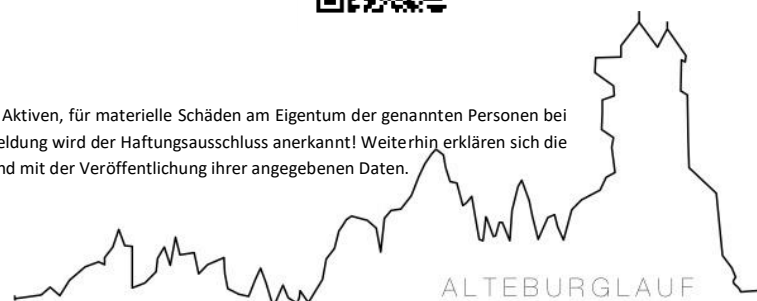 Aktiven, für materielle Schäden am Eigentum der genannten Personen bei
eldung wird der Haftungsausschluss anerkannt! Weiterhin erklären sich die
nd mit der Veröffentlichung ihrer angegebenen Daten.
ALTEBURGLAUF